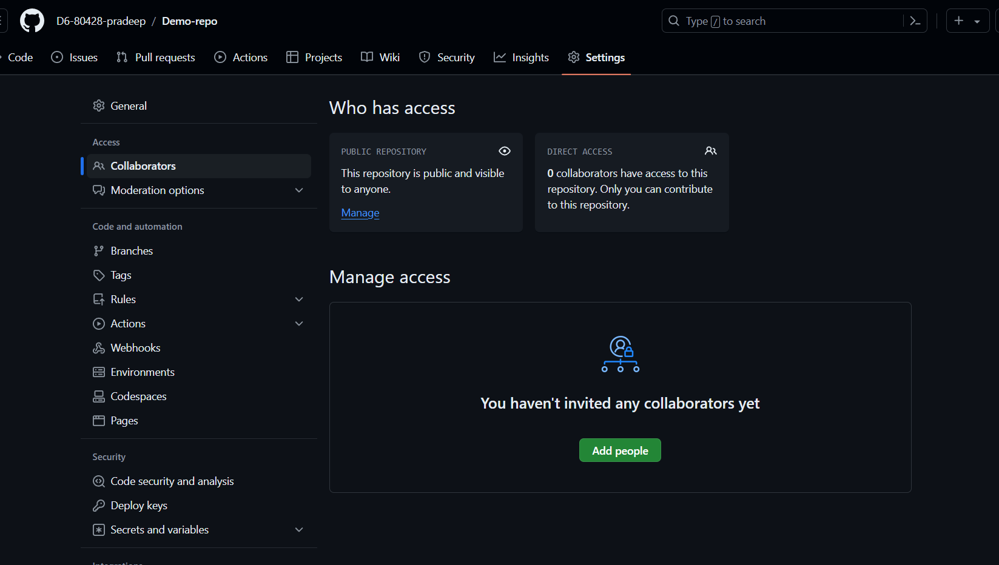 D6-80428-pradeep / Demo-repo
Type / to search
Code Issues Pull requests Actions Projects Wiki Security Insights Settings
General
Access
Collaborators
Moderation options
Code and automation
Branches
Tags
Rules
Actions
Webhooks
Environments
Codespaces
Pages
Security
Code security and analysis
Deploy keys
Secrets and variables
Integrations
Who has access
PUBLIC REPOSITORY
This repository is public and visible
to anyone.
Manage
DIRECT ACCESS
0 collaborators have access to this
repository. Only you can contribute
to this repository.
Manage access
You haven't invited any collaborators yet
Add people